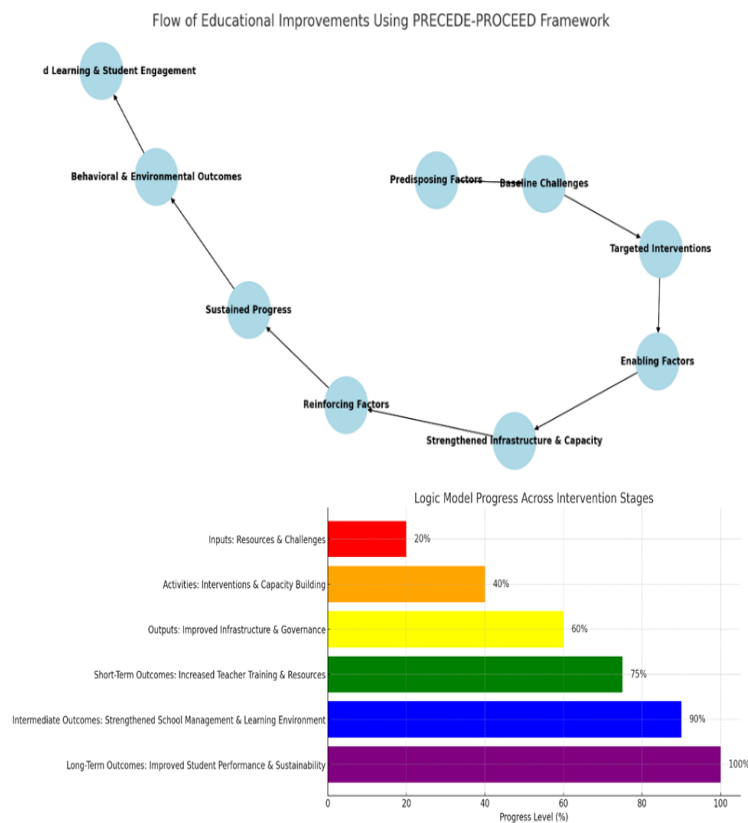 Flow of Educational Improvements Using PRECEDE-PROCEED Framework
d Learning & Student Engagement
Behavioral & Environmental Outcomes
Predisposing Factors
Baseline Challenges
Targeted Interventions
Sustained Progress
Enabling Factors
Reinforcing Factors
Strengthened Infrastructure & Capacity
Logic Model Progress Across Intervention Stages
Inputs: Resources & Challenges
20%
Activities: Interventions & Capacity Building
40%
Outputs: Improved Infrastructure & Governance
60%
Short-Term Outcomes: Increased Teacher Training & Resources
75%
Intermediate Outcomes: Strengthened School Management & Learning Environment
90%
Long-Term Outcomes: Improved Student Performance & Sustainability
100%
0 20 40 60 80 100
Progress Level (%)